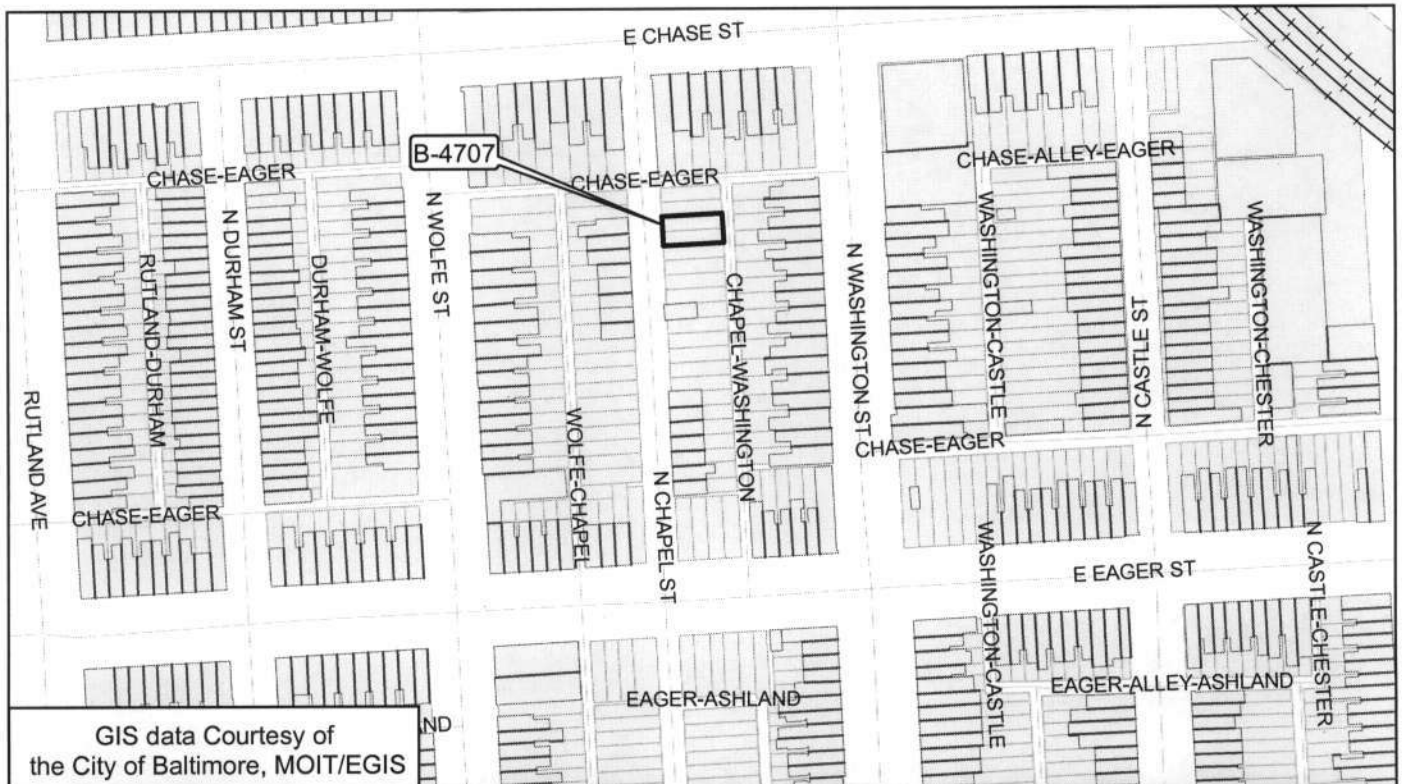 E CHASE ST
B-4707
CHASE-EAGER
CHASE-EAGER
CHASE-ALLEY-EAGER
RUTLAND AVE
RUTLAND-DURHAM
N DURHAM ST
DURHAM-WOLFE
N WOLFE ST
WOLFE-CHAPEL
N CHAPEL ST
CHAPEL-WASHINGTON
N WASHINGTON ST
WASHINGTON-CASTLE
N CASTLE ST
WASHINGTON-CHESTER
CHASE-EAGER
CHASE-EAGER
E EAGER ST
WASHINGTON-CASTLE
N CASTLE-CHESTER
EAGER-ASHLAND
EAGER-ALLEY-ASHLAND
GIS data Courtesy of
the City of Baltimore, MOIT/EGIS